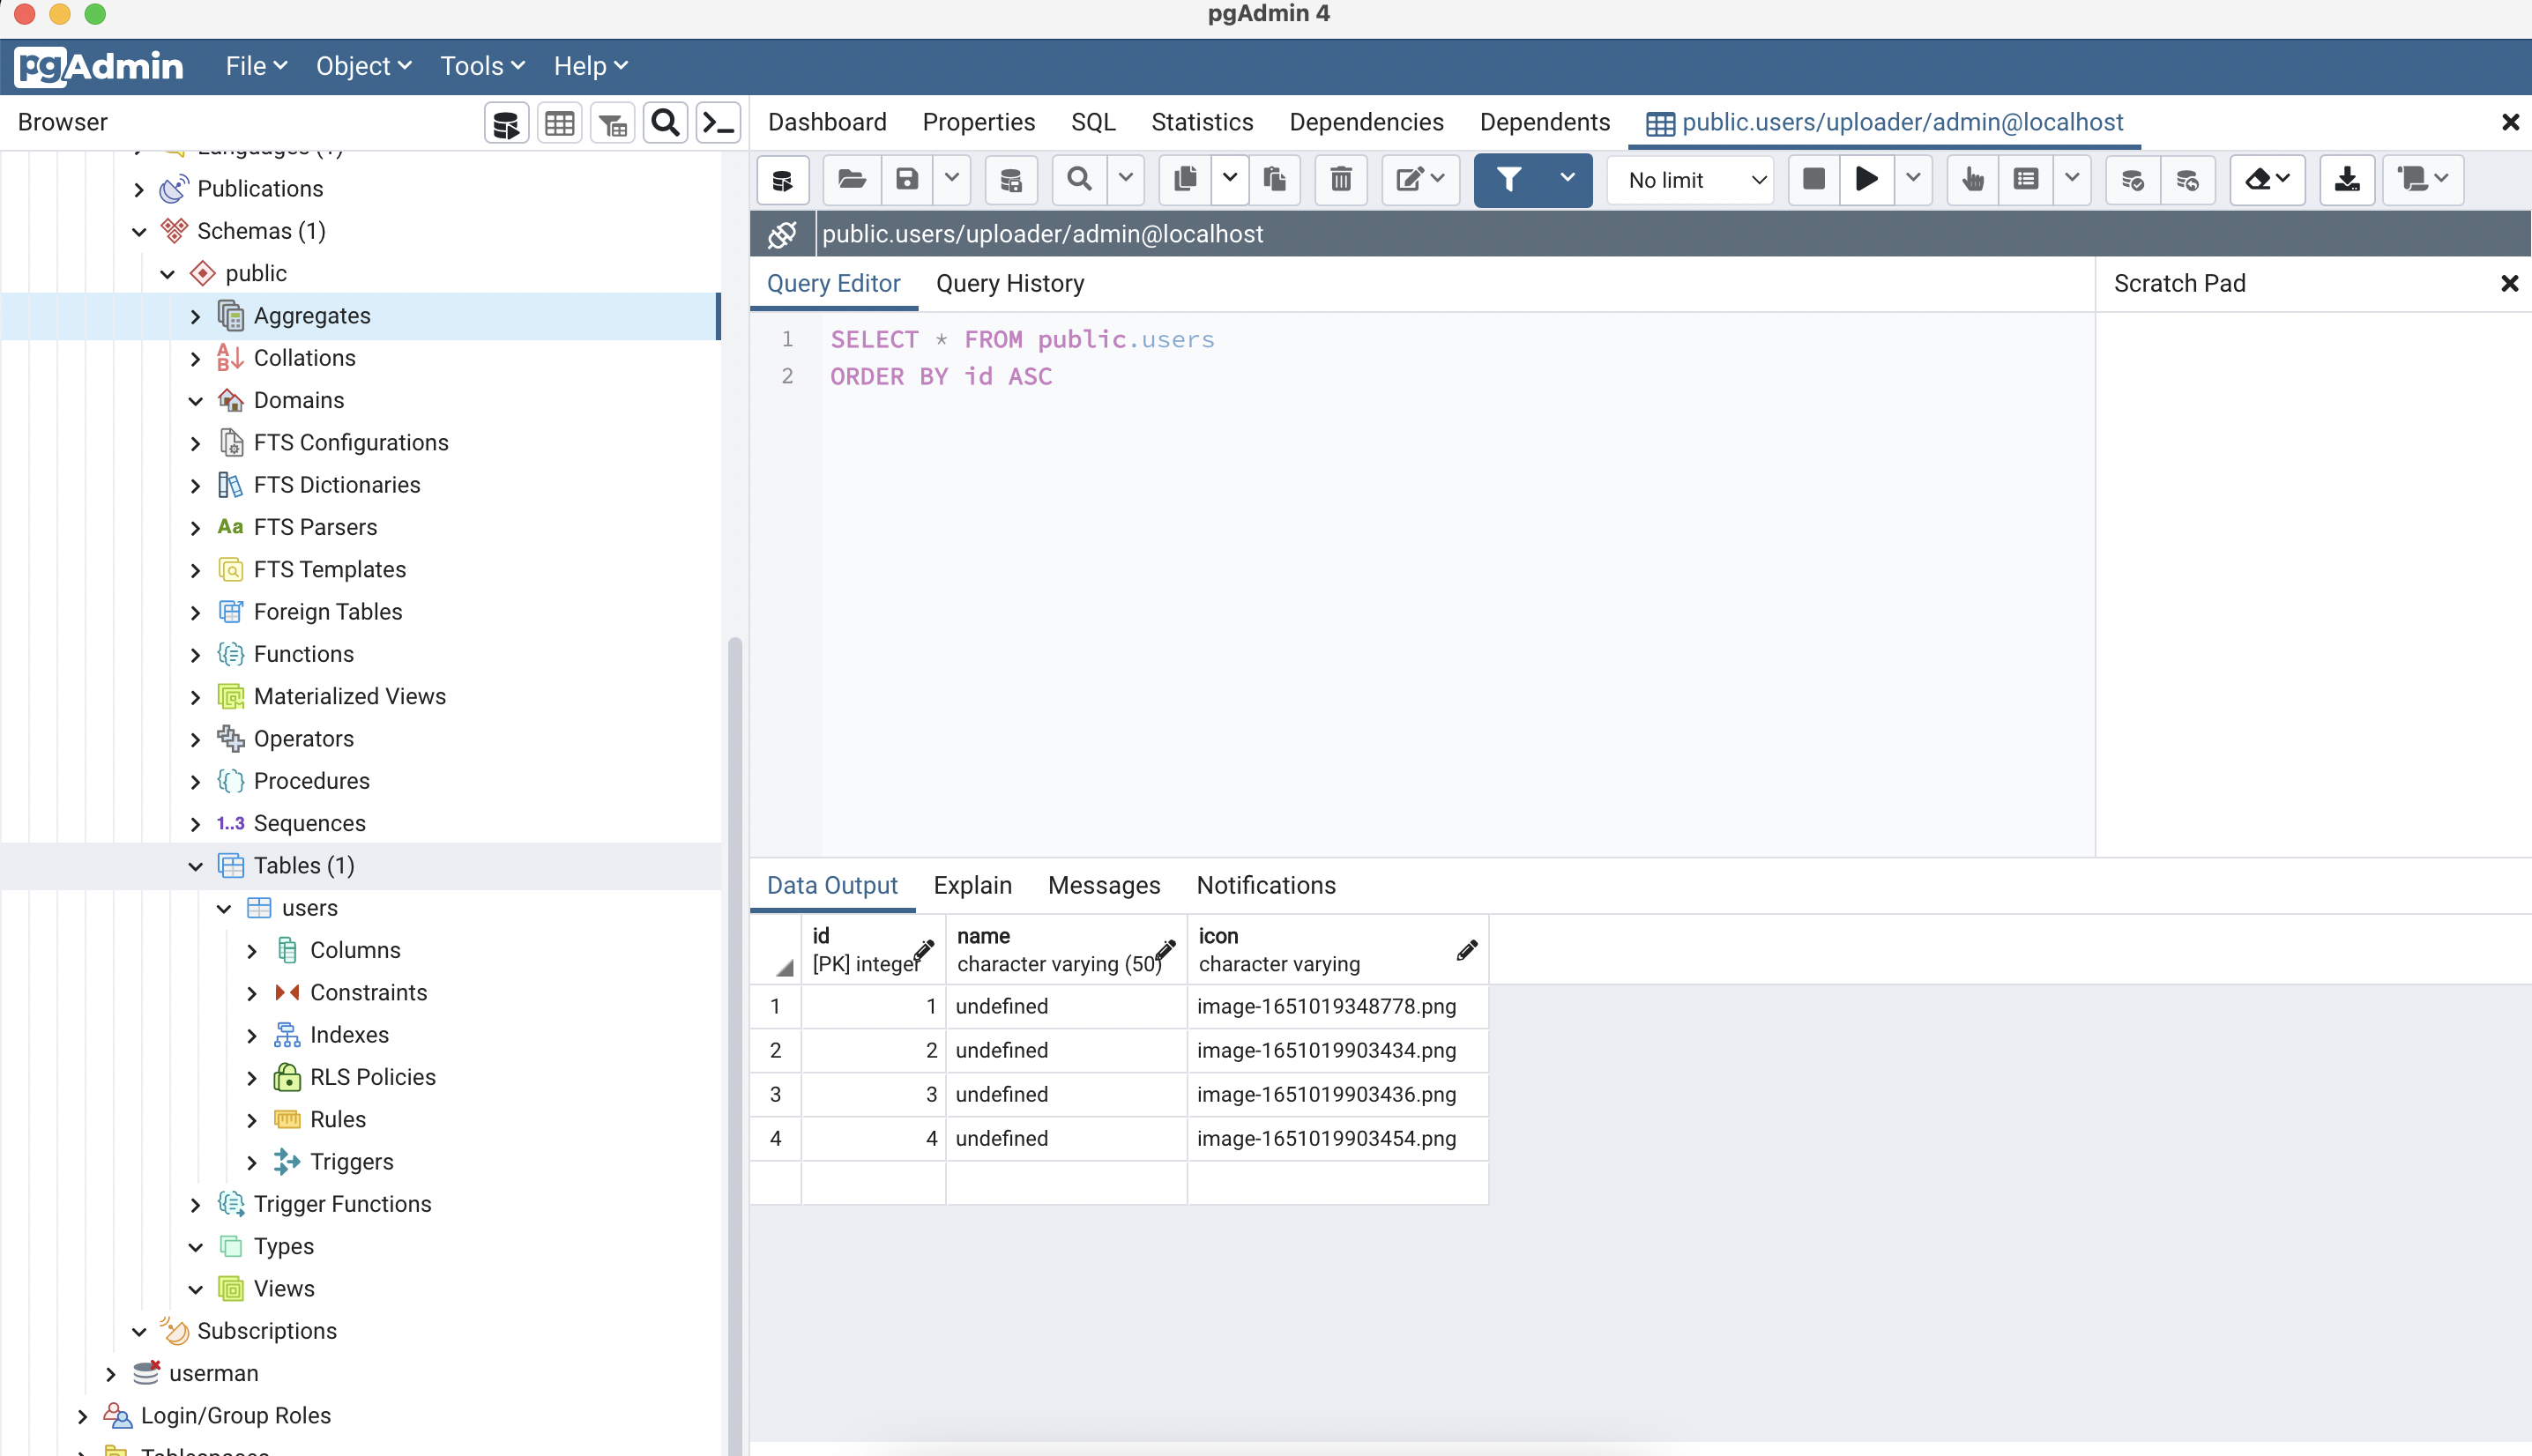 pgAdmin 4
pgAdmin File Object Tools Help
Browser
Languages (1)
Publications
Schemas (1)
public
Aggregates
Collations
Domains
FTS Configurations
FTS Dictionaries
Aa FTS Parsers
FTS Templates
Foreign Tables
Functions
Materialized Views
Operators
Procedures
1..3 Sequences
Tables (1)
users
Columns
Constraints
Indexes
RLS Policies
Rules
Triggers
Trigger Functions
Types
Views
Subscriptions
userman
Login/Group Roles
Tablespaces
Dashboard Properties SQL Statistics Dependencies Dependents public.users/uploader/admin@localhost
No limit
public.users/uploader/admin@localhost
Query Editor Query History
1 SELECT * FROM public.users
2 ORDER BY id ASC
Scratch Pad
Data Output Explain Messages Notifications
id name icon
[PK] integer character varying (50) character varying
1 1 undefined image-1651019348778.png
2 2 undefined image-1651019903434.png
3 3 undefined image-1651019903436.png
4 4 undefined image-1651019903454.png